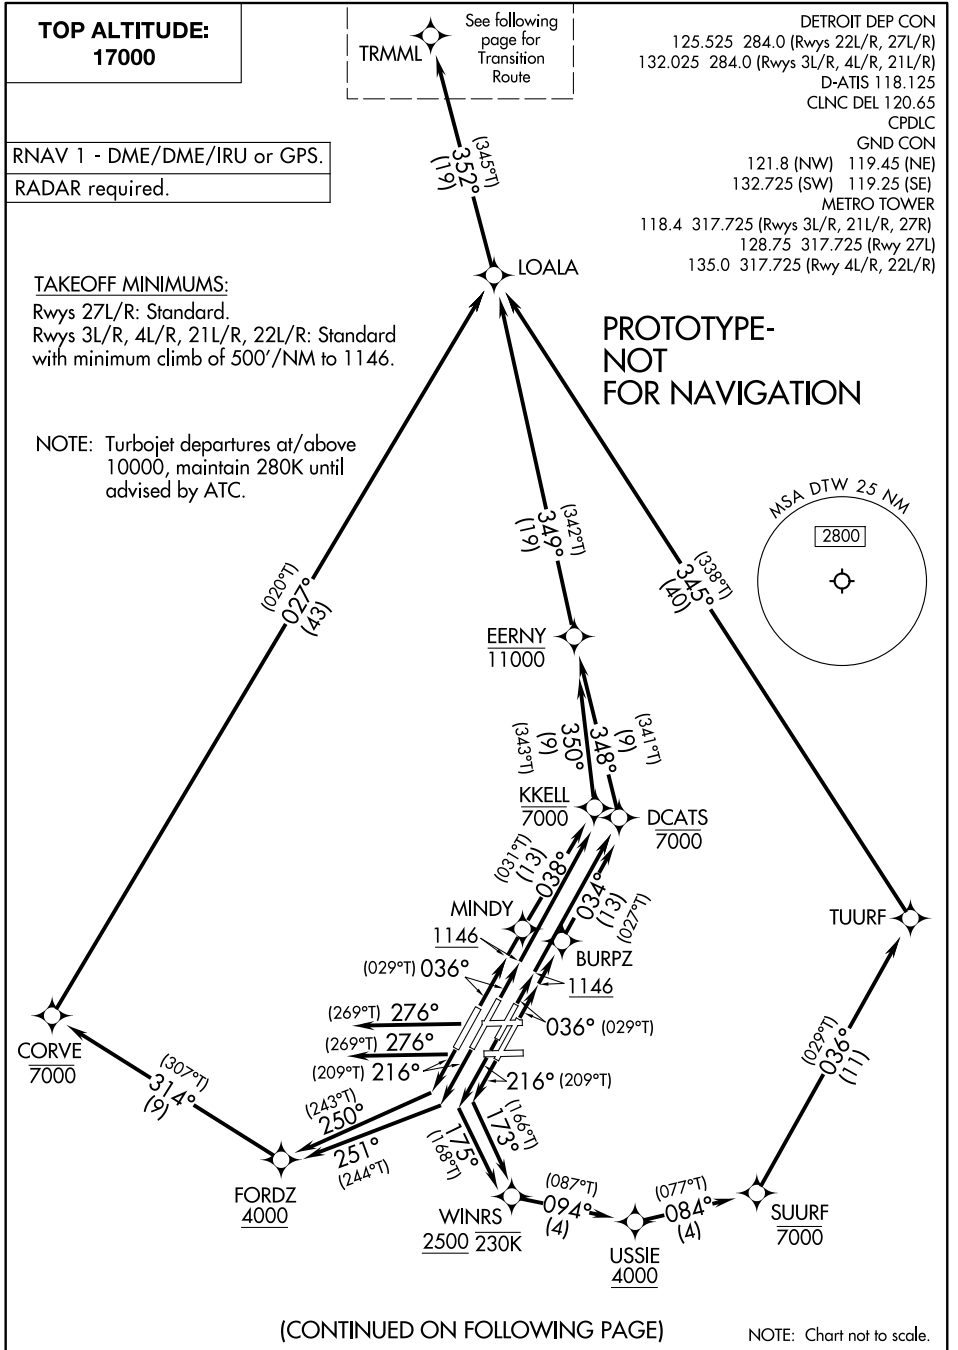 TOP ALTITUDE:
17000
TRMML
See following
page for
Transition
Route
DETROIT DEP CON
125.525 284.0 (Rwys 22L/R, 27L/R)
132.025 284.0 (Rwys 3L/R, 4L/R, 21L/R)
D-ATIS 118.125
CLNC DEL 120.65
CPDLC
GND CON
121.8 (NW) 119.45 (NE)
132.725 (SW) 119.25 (SE)
METRO TOWER
118.4 317.725 (Rwys 3L/R, 21L/R, 27R)
128.75 317.725 (Rwy 27L)
135.0 317.725 (Rwy 4L/R, 22L/R)
RNAV 1 - DME/DME/IRU or GPS.
RADAR required.
(345°T)
352°
(19)
LOALA
TAKEOFF MINIMUMS:
Rwys 27L/R: Standard.
Rwys 3L/R, 4L/R, 21L/R, 22L/R: Standard
with minimum climb of 500'/NM to 1146.
PROTOTYPE-
NOT
FOR NAVIGATION
NOTE: Turbojet departures at/above
10000, maintain 280K until
advised by ATC.
MSA DTW 25 NM
2800
(342°T)
349°
(19)
(338°T)
345°
(40)
(020°T)
027°
(43)
EERNY
11000
(343°T)
(9)
350°
348°
(9)
(341°T)
KKELL
7000
DCATS
7000
(031°T)
(13)
038°
034°
(13)
(027°T)
MINDY
1146
BURPZ
1146
TUURF
(029°T) 036°
036° (029°T)
(269°T) 276°
(269°T) 276°
(209°T) 216°
216° (209°T)
CORVE
7000
(307°T)
314°
(9)
(243°T)
250°
251°
(244°T)
175°
(168°T)
(166°T)
173°
(029°T)
036°
(11)
FORDZ
4000
WINRS
2500 230K
(087°T)
094°
(4)
(077°T)
084°
(4)
USSIE
4000
SUURF
7000
(CONTINUED ON FOLLOWING PAGE)
NOTE: Chart not to scale.